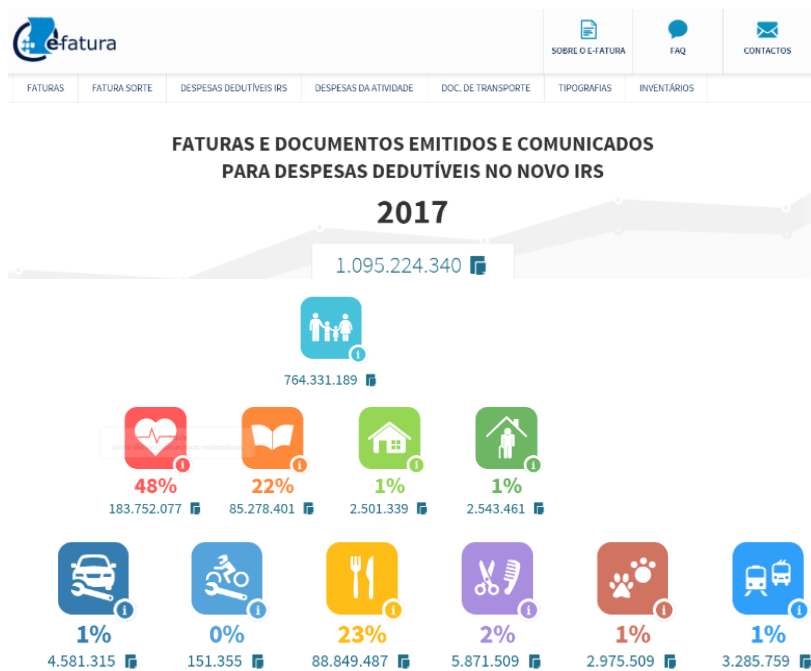 e-fatura
SOBRE O E-FATURA
FAQ
CONTACTOS
FATURAS
FATURA SORTE
DESPESAS DEDUTÍVEIS IRS
DESPESAS DA ATIVIDADE
DOC. DE TRANSPORTE
TIPOGRAFIAS
INVENTÁRIOS
FATURAS E DOCUMENTOS EMITIDOS E COMUNICADOS
PARA DESPESAS DEDUTÍVEIS NO NOVO IRS
2017
1.095.224.340
764.331.189
48% 22% 1% 1%
183.752.077 85.278.401 2.501.339 2.543.461
1% 0% 23% 2% 1% 1%
4.581.315 151.355 88.849.487 5.871.509 2.975.509 3.285.759